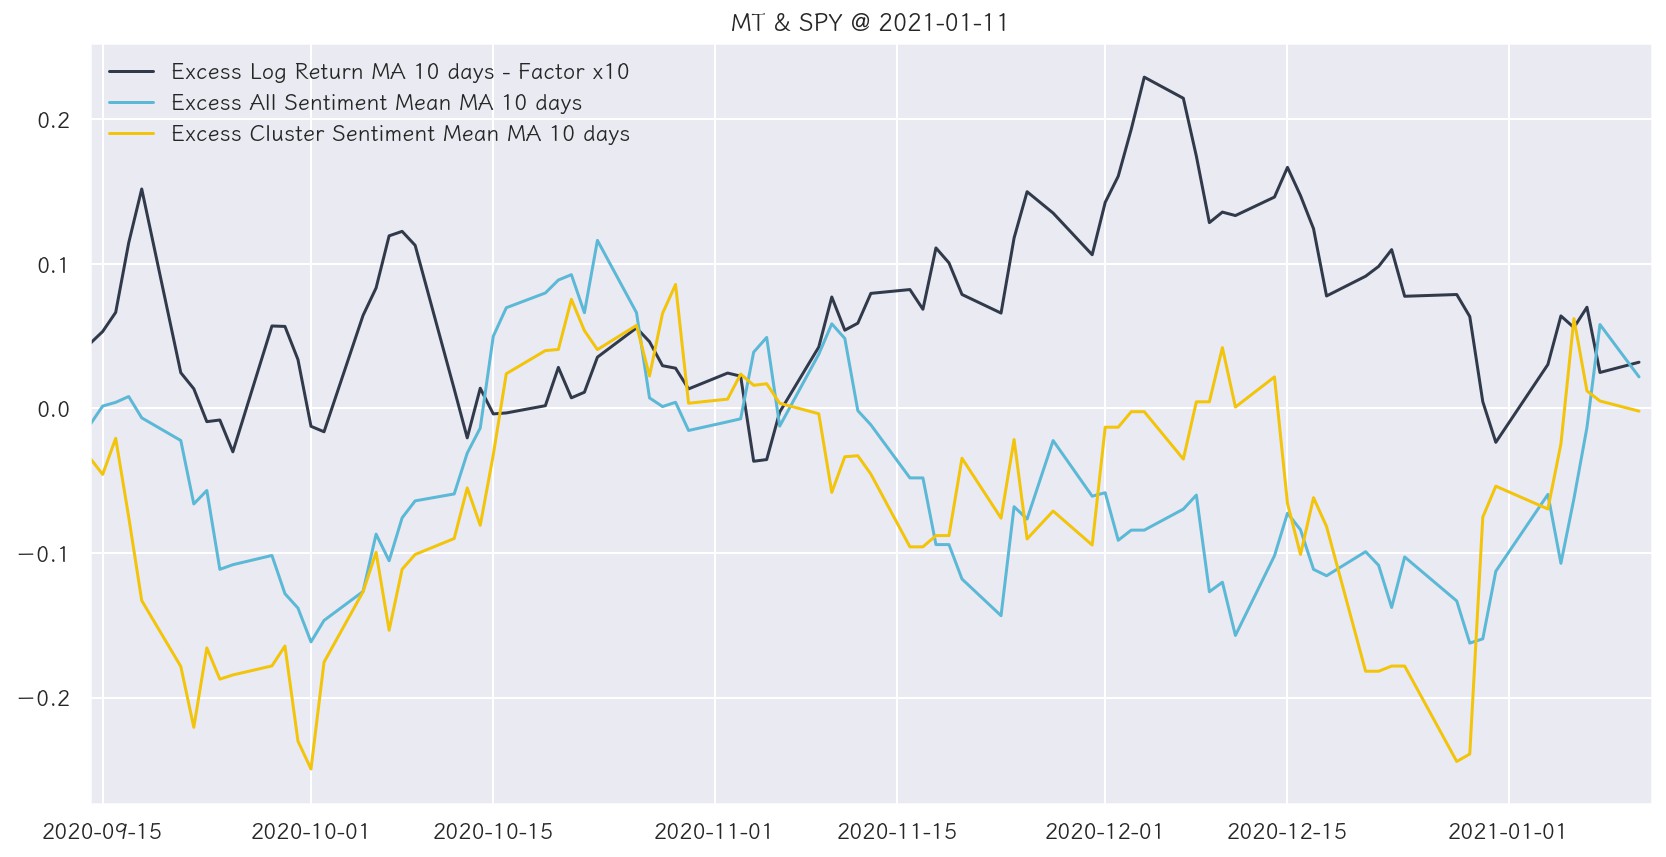 MT & SPY @ 2021-01-11
Excess Log Return MA 10 days - Factor x10
Excess All Sentiment Mean MA 10 days
Excess Cluster Sentiment Mean MA 10 days
0.2
0.1
0.0
−0.1
−0.2
2020-09-15 2020-10-01 2020-10-15 2020-11-01 2020-11-15 2020-12-01 2020-12-15 2021-01-01